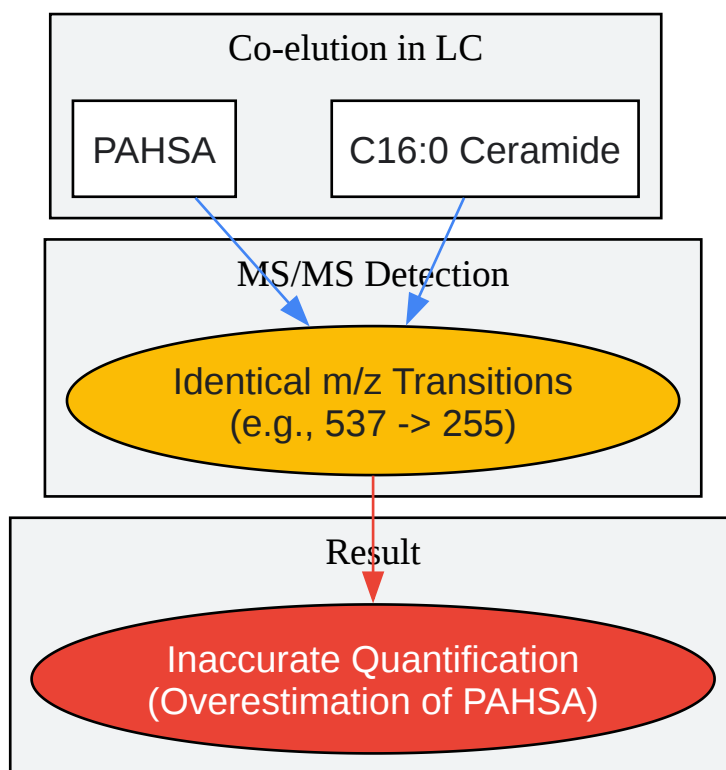 Co-elution in LC
PAHSA
C16:0 Ceramide
MS/MS Detection
Identical m/z Transitions
(e.g., 537 -> 255)
Result
Inaccurate Quantification
(Overestimation of PAHSA)